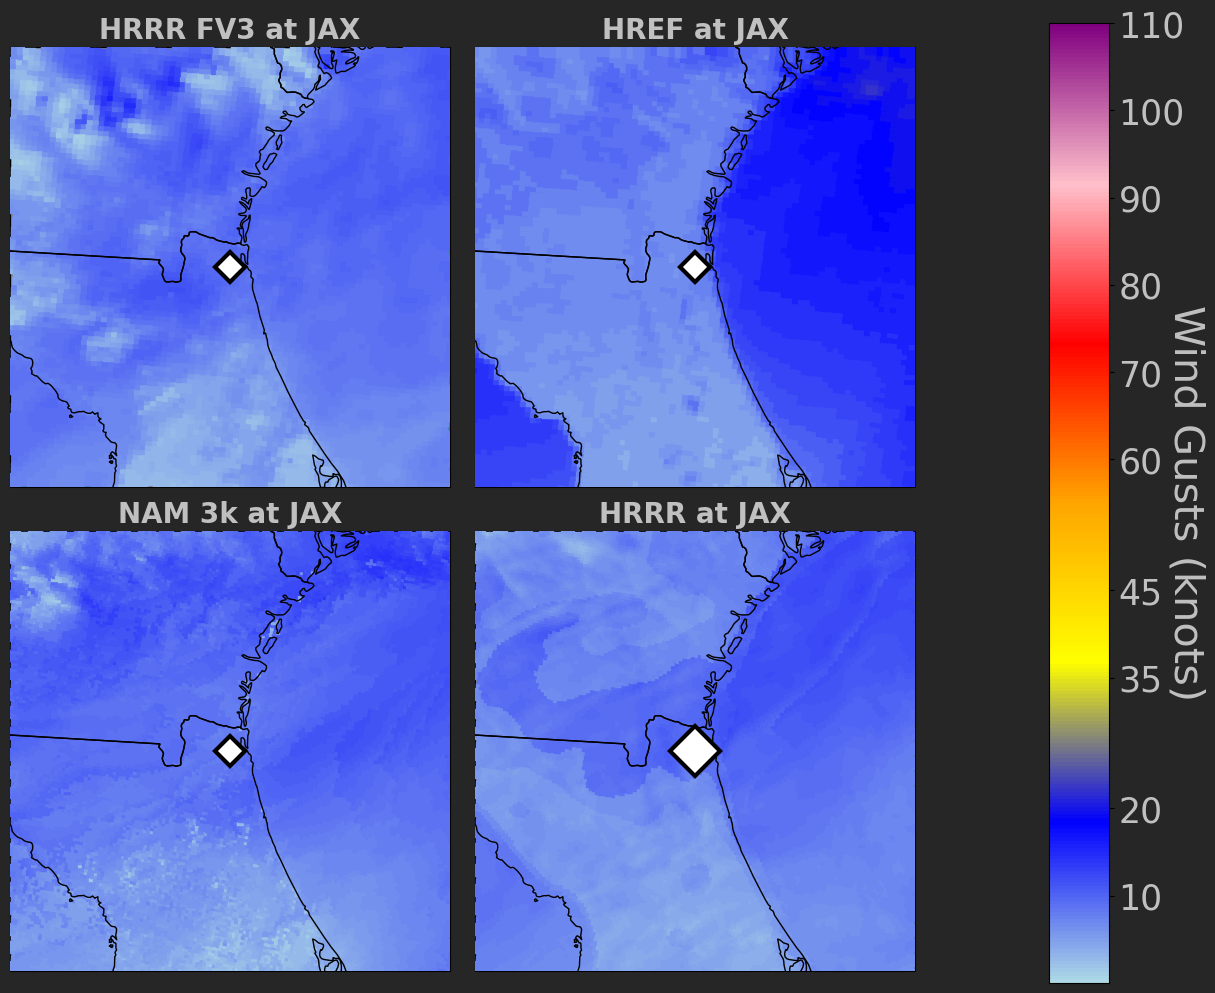 HRRR FV3 at JAX
HREF at JAX
NAM 3k at JAX
HRRR at JAX
110
100
90
80
70
60
45
35
20
10
Wind Gusts (knots)